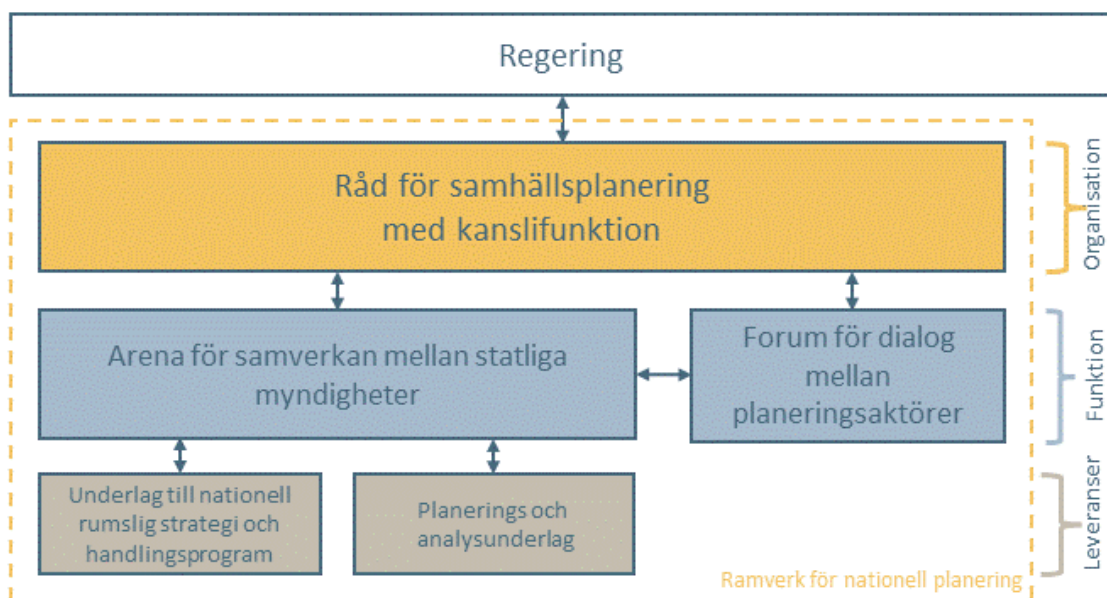 Regering
Råd för samhällsplanering
med kanslifunktion
Organisation
Arena för samverkan mellan statliga
myndigheter
Forum för dialog
mellan
planeringsaktörer
Funktion
Underlag till nationell
rumslig strategi och
handlingsprogram
Planerings och
analysunderlag
Leveranser
Ramverk för nationell planering